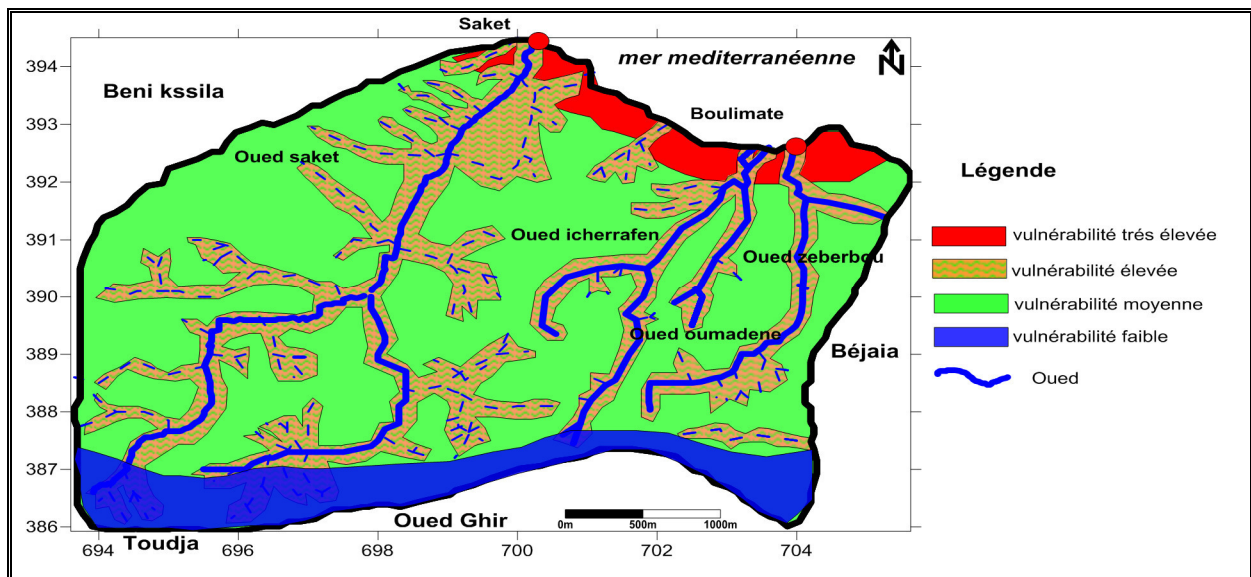 Saket
394
mer mediterranéenne
N
Beni kssila
393
Boulimate
Oued saket
392
Légende
391
Oued icherrafen
vulnérabilité trés élevée
Oued zeberbou
vulnérabilité élevée
390
vulnérabilité moyenne
Oued oumadene
vulnérabilité faible
389
Béjaia
Oued
388
387
386
Oued Ghir
0m 500m 1000m
Toudja
694 696 698 700 702 704